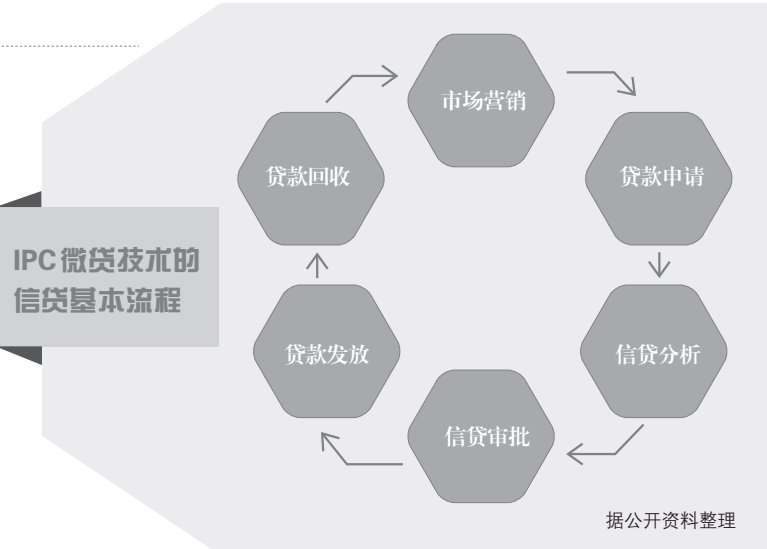 IPC微贷技术的
信贷基本流程
市场营销
贷款申请
信贷分析
信贷审批
贷款发放
贷款回收
据公开资料整理